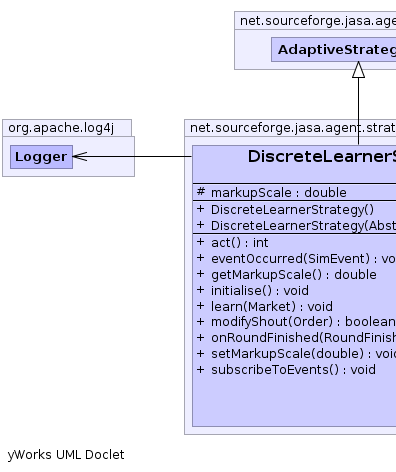 net.sourceforge.jasa.age
AdaptiveStrateg
org.apache.log4j
Logger
net.sourceforge.jasa.agent.strat
DiscreteLearnerS
# markupScale : double
+ DiscreteLearnerStrategy()
+ DiscreteLearnerStrategy(Abst
+ act() : int
+ eventOccurred(SimEvent) : vo
+ getMarkupScale() : double
+ initialise() : void
+ learn(Market) : void
+ modifyShout(Order) : boolean
+ onRoundFinished(RoundFinish
+ setMarkupScale(double) : void
+ subscribeToEvents() : void
yWorks UML Doclet